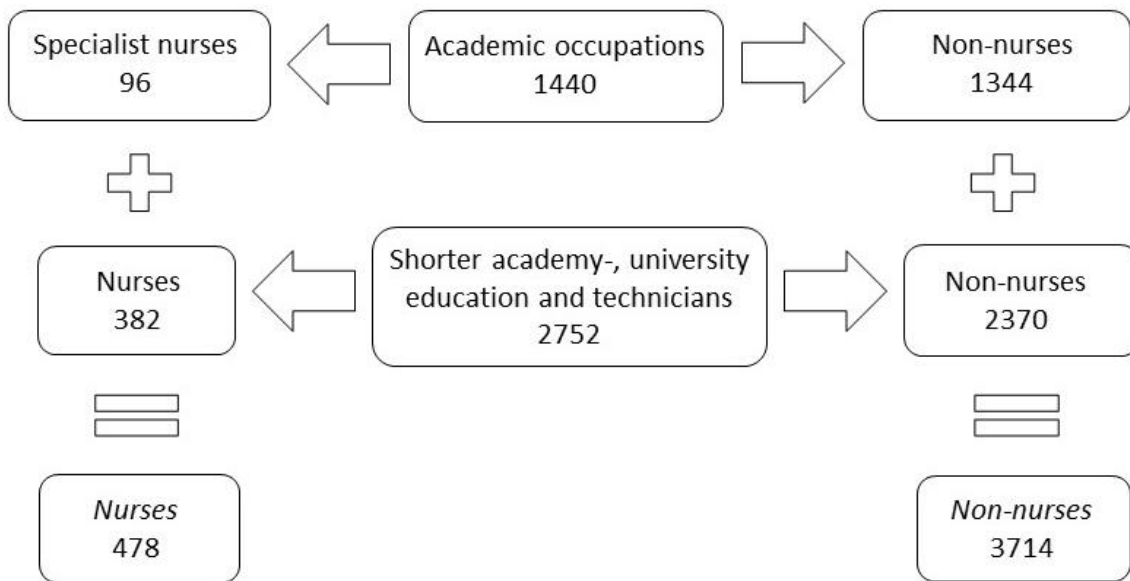 Specialist nurses
96
Academic occupations
1440
Non-nurses
1344
Nurses
382
Shorter academy-, university
education and technicians
2752
Non-nurses
2370
Nurses
478
Non-nurses
3714